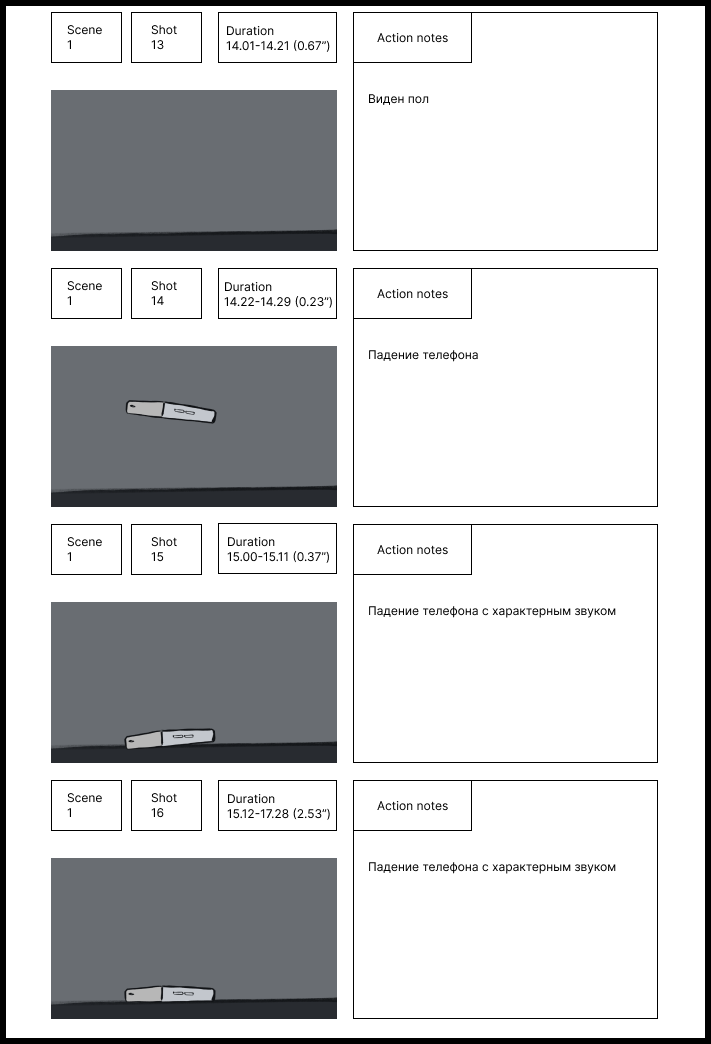 Scene
1
Shot
13
Duration
14.01-14.21 (0.67”)
Action notes
Виден пол
Scene
1
Shot
14
Duration
14.22-14.29 (0.23”)
Action notes
Падение телефона
Scene
1
Shot
15
Duration
15.00-15.11 (0.37”)
Action notes
Падение телефона с характерным звуком
Scene
1
Shot
16
Duration
15.12-17.28 (2.53”)
Action notes
Падение телефона с характерным звуком